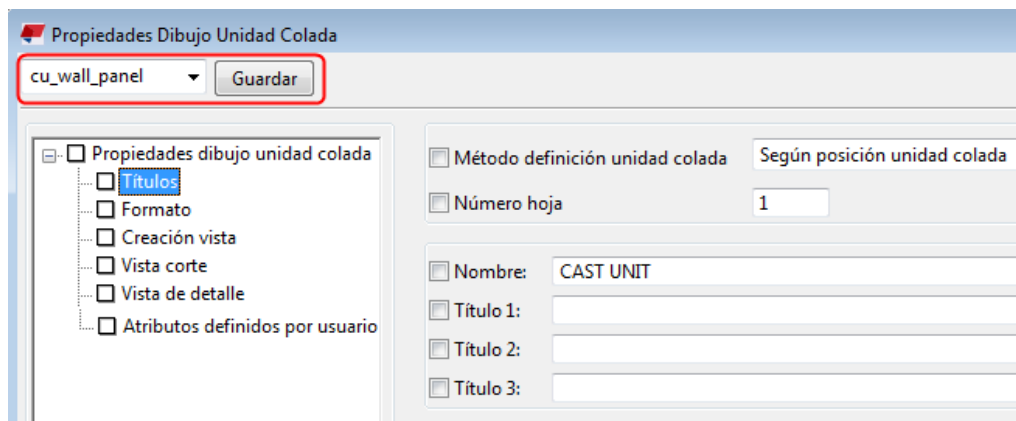 Propiedades Dibujo Unidad Colada
cu_wall_panel Guardar
Propiedades dibujo unidad colada
Títulos
Formato
Creación vista
Vista corte
Vista de detalle
Atributos definidos por usuario
Método definición unidad colada Según posición unidad colada
Número hoja 1
Nombre: CAST UNIT
Título 1:
Título 2:
Título 3: